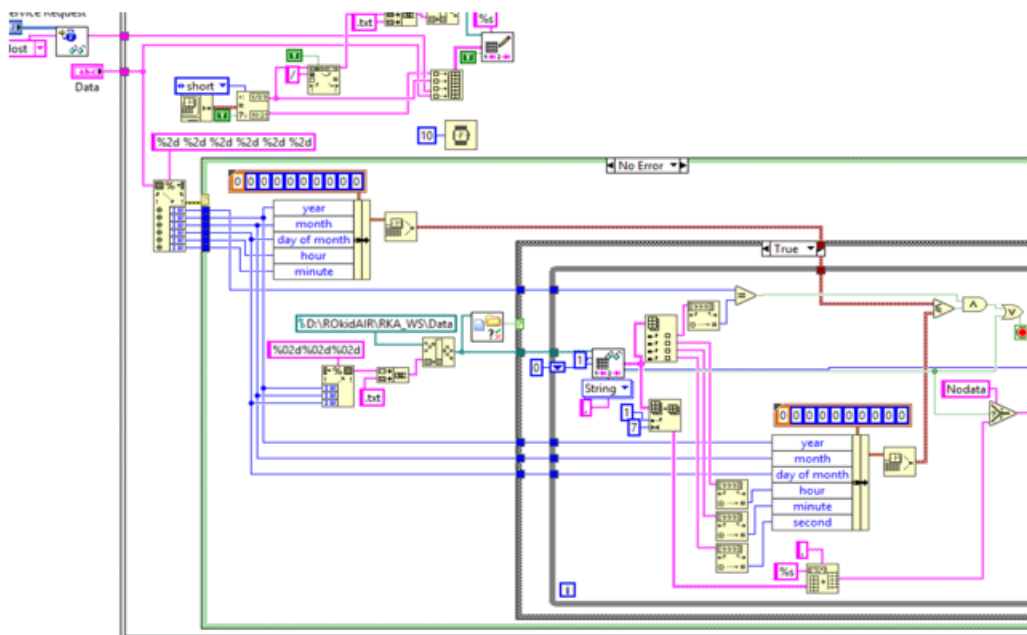 ervice Request
.txt
%s
Host
/
Data
short
10
%2d %2d %2d %2d %2d %2d
No Error
0 0 0 0 0 0 0 0 0 0
year
month
day of month
hour
minute
True
D:\ROkidAIR\RKA_WS\Data
%02d%02d%02d
.txt
0
1
String
,
1
7
Nodata
0 0 0 0 0 0 0 0 0 0
year
month
day of month
hour
minute
second
,
%s
i